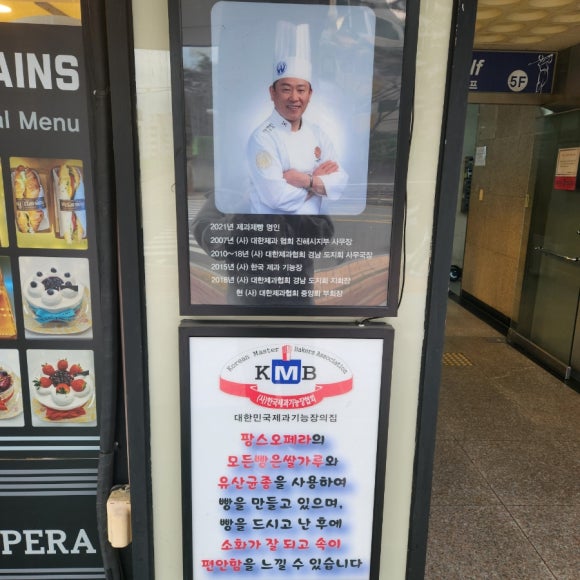 AINS
al Menu
lf
프
5F
2021년 제과제빵 명인
2007년 (사) 대한제과 협회 진해시지부 사무장
2010~18년 (사) 대한제과협회 경남 도지회 사무국장
2015년 (사) 한국 제과 기능장
2018년 (사) 대한제과협회 경남 도지회 지회장
현 (사) 대한제과협회 중앙회 부회장
Korean Master Bakers Association
KMB
(사)한국제과기능장협회
대한민국제과기능장의집
팡스오페라의
모든빵은쌀가루와
유산균종을 사용하여
빵을 만들고 있으며,
빵을 드시고 난 후에
소화가 잘 되고 속이
편안함을 느낄 수 있습니다
PERA